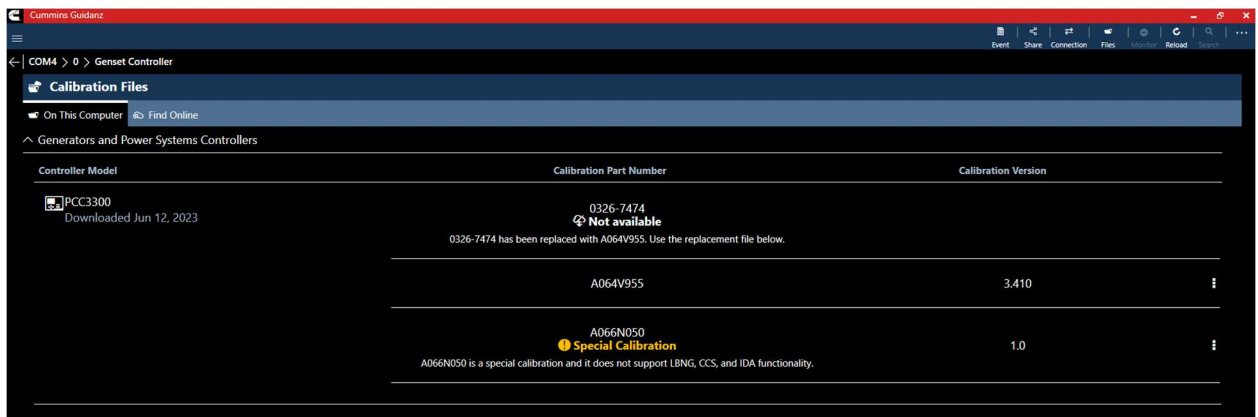 Cummins Guidanz
Event Share Connection Files Monitor Reload Search
COM4 > 0 > Genset Controller
Calibration Files
On This Computer Find Online
Generators and Power Systems Controllers
Controller Model Calibration Part Number Calibration Version
PCC3300
Downloaded Jun 12, 2023
0326-7474
Not available
0326-7474 has been replaced with A064V955. Use the replacement file below.
A064V955 3.410
A066N050
Special Calibration
1.0
A066N050 is a special calibration and it does not support LBNG, CCS, and IDA functionality.